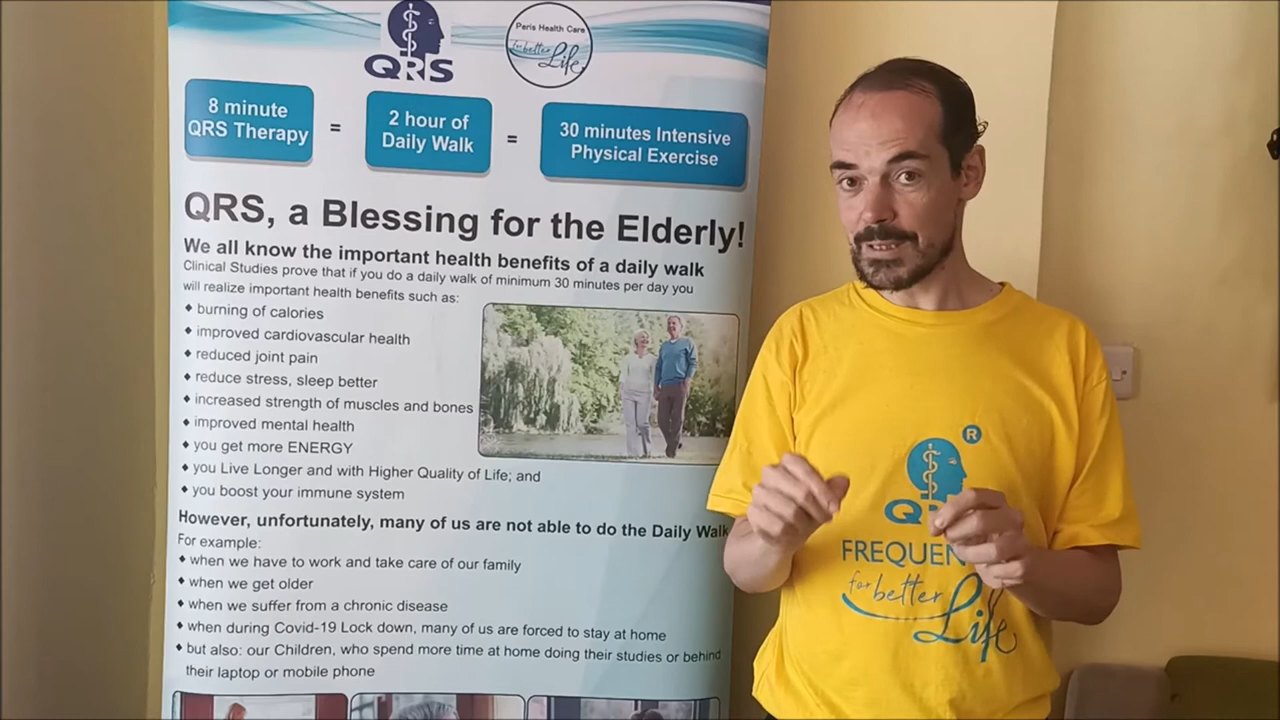 QRS
Peris Health Care
for better
Life
8 minute
QRS Therapy
=
2 hour of
Daily Walk
=
30 minutes Intensive
Physical Exercise
QRS, a Blessing for the Elderly!
We all know the important health benefits of a daily walk
Clinical Studies prove that if you do a daily walk of minimum 30 minutes per day you
will realize important health benefits such as:
burning of calories
improved cardiovascular health
reduced joint pain
reduce stress, sleep better
increased strength of muscles and bones
improved mental health
you get more ENERGY
you Live Longer and with Higher Quality of Life; and
you boost your immune system
However, unfortunately, many of us are not able to do the Daily Walk
For example:
when we have to work and take care of our family
when we get older
when we suffer from a chronic disease
when during Covid-19 Lock down, many of us are forced to stay at home
but also: our Children, who spend more time at home doing their studies or behind
their laptop or mobile phone
®
Q
FREQUEN
for better
Life